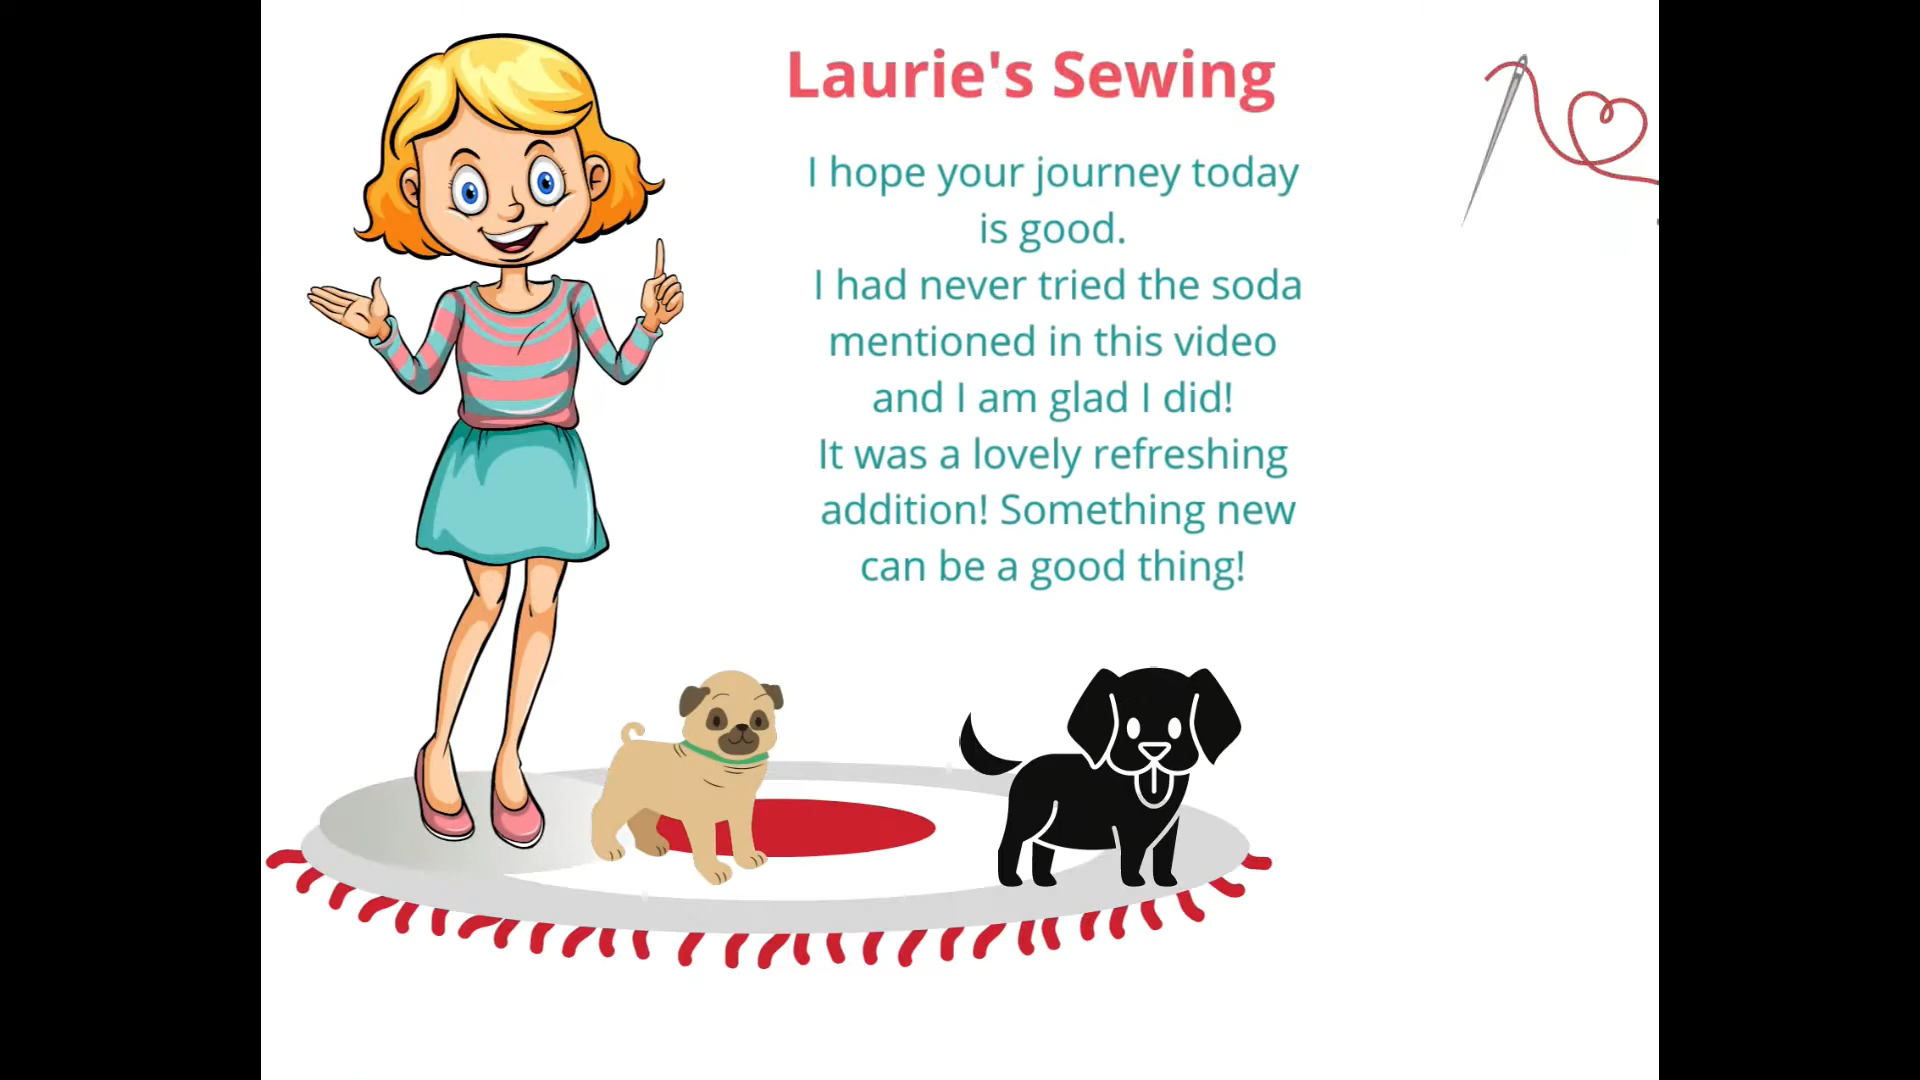 Laurie's Sewing
I hope your journey today
is good.
I had never tried the soda
mentioned in this video
and I am glad I did!
It was a lovely refreshing
addition! Something new
can be a good thing!